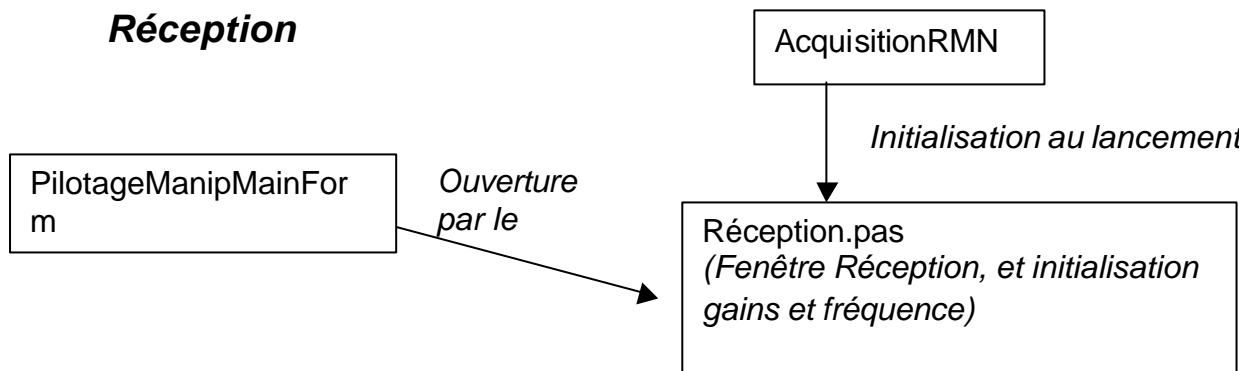 Réception
AcquisitionRMN
Initialisation au lancement
PilotageManipMainFor
m
Ouverture
par le
Réception.pas
(Fenêtre Réception, et initialisation
gains et fréquence)